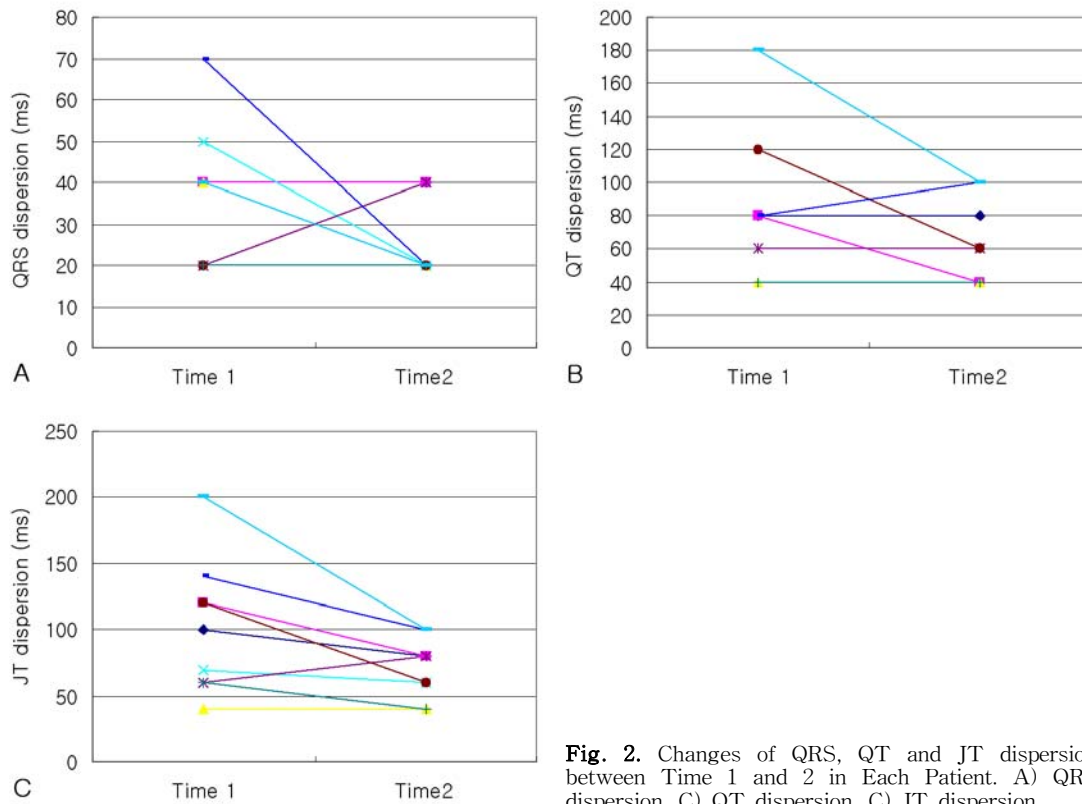 80
70
60
50
40
30
20
10
0
QRS dispersion (ms)
A
Time 1 Time2
200
180
160
140
120
100
80
60
40
20
0
QT dispersion (ms)
B
Time 1 Time2
250
200
150
100
50
0
JT dispersion (ms)
C
Time 1 Time2
Fig. 2. Changes of QRS, QT and JT dispersio
between Time 1 and 2 in Each Patient. A) QR
dispersion, C) QT dispersion, C) JT dispersion